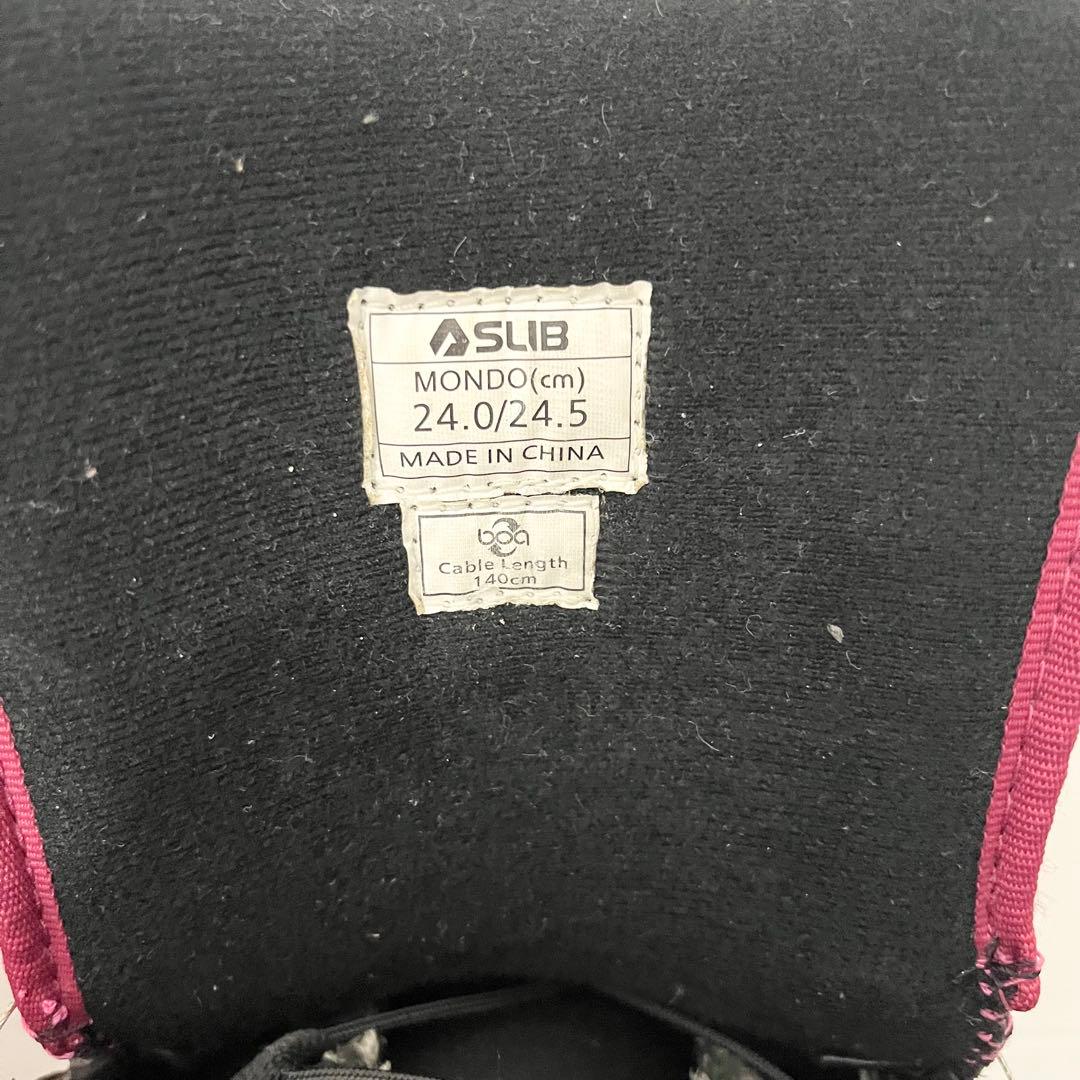 SLIB
MONDO(cm)
24.0/24.5
MADE IN CHINA
boa
Cable Length
140cm